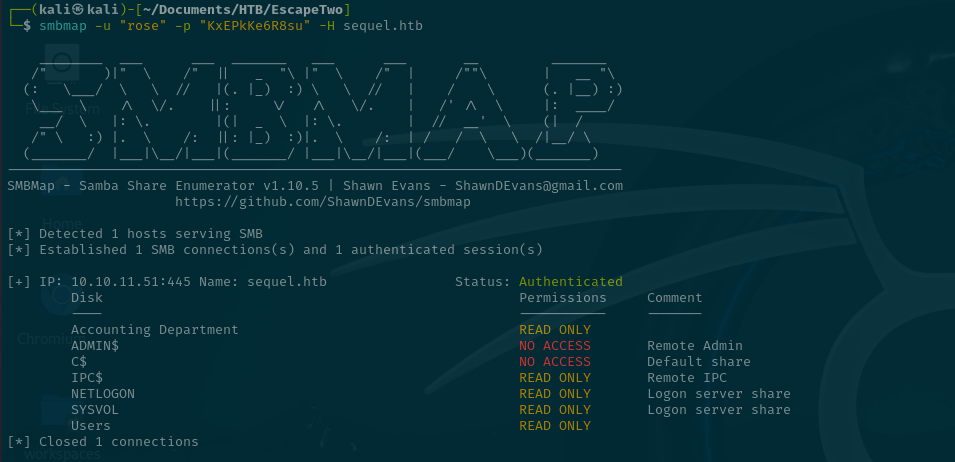 ┌──(kali㉿kali)-[~/Documents/HTB/EscapeTwo]
└─$ smbmap -u "rose" -p "KxEPkKe6R8su" -H sequel.htb
SMBMap - Samba Share Enumerator v1.10.5 | Shawn Evans - ShawnDEvans@gmail.com
https://github.com/ShawnDEvans/smbmap
[*] Detected 1 hosts serving SMB
[*] Established 1 SMB connections(s) and 1 authenticated session(s)
[+] IP: 10.10.11.51:445 Name: sequel.htb Status: Authenticated
Disk Permissions Comment
---- ----------- -------
Accounting Department READ ONLY
ADMIN$ NO ACCESS Remote Admin
C$ NO ACCESS Default share
IPC$ READ ONLY Remote IPC
NETLOGON READ ONLY Logon server share
SYSVOL READ ONLY Logon server share
Users READ ONLY
[*] Closed 1 connections
File System
Home
workspaces